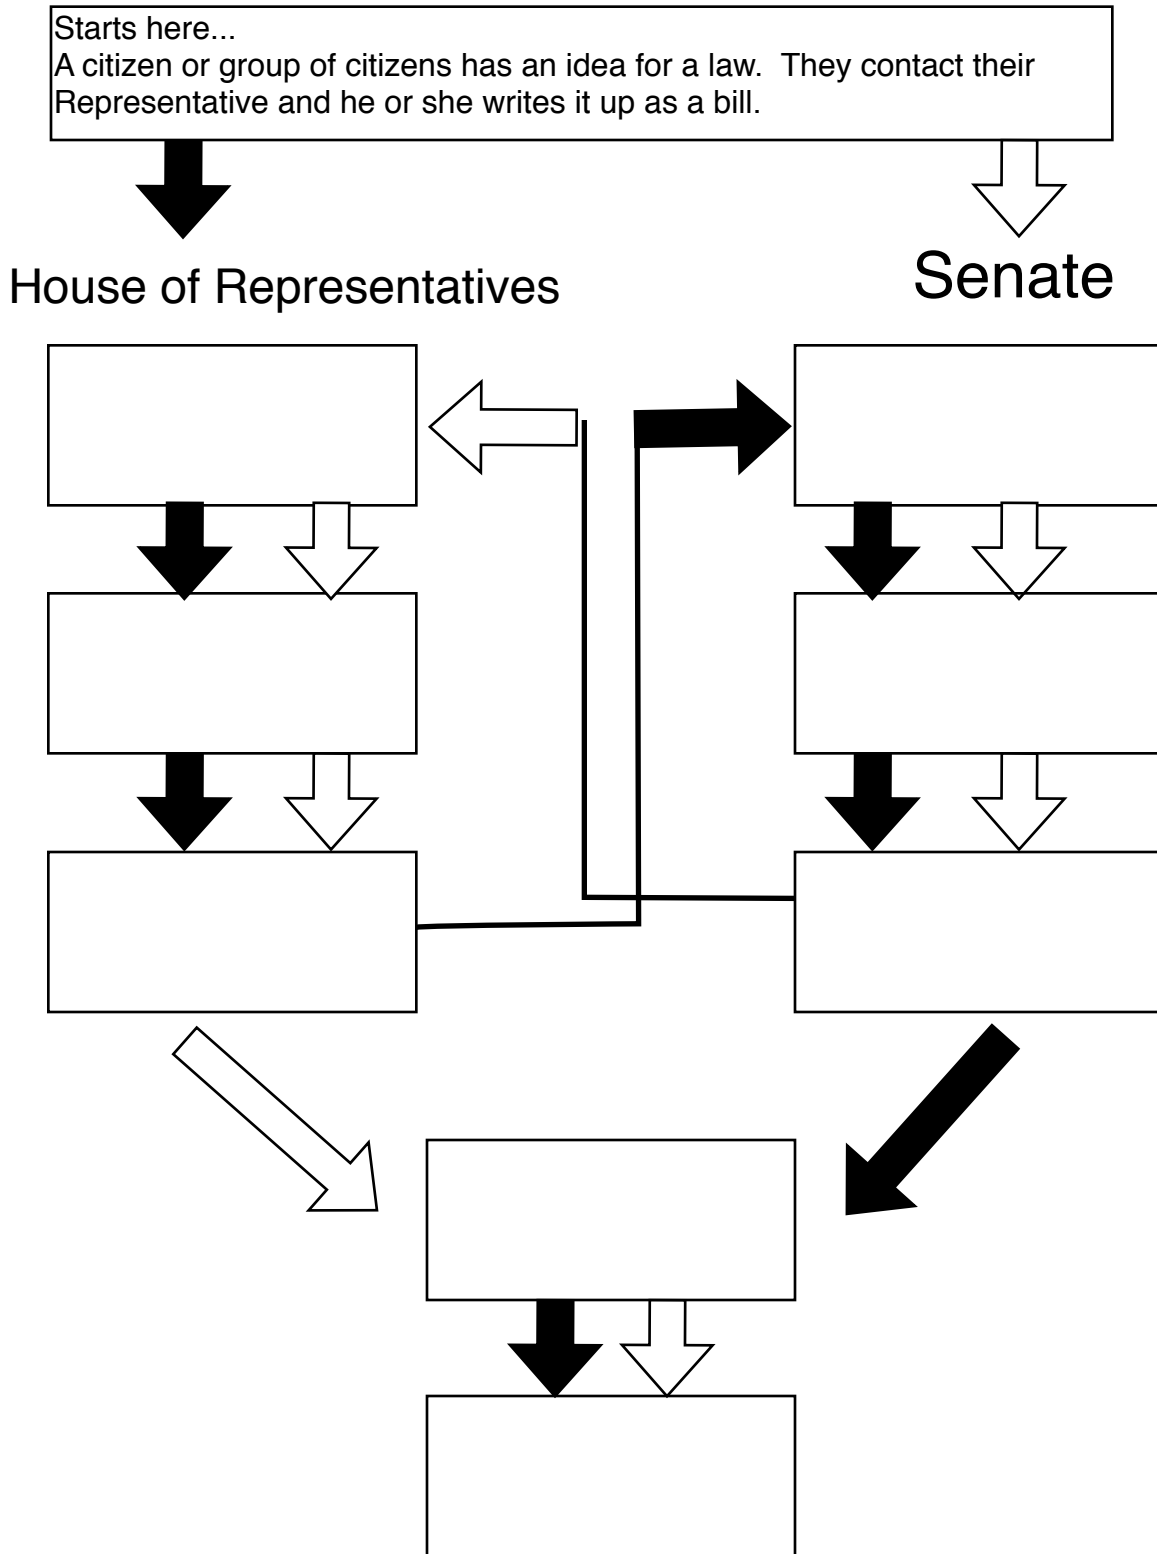 Starts here...
A citizen or group of citizens has an idea for a law.  They contact their
Representative and he or she writes it up as a bill.
House of Representatives
Senate